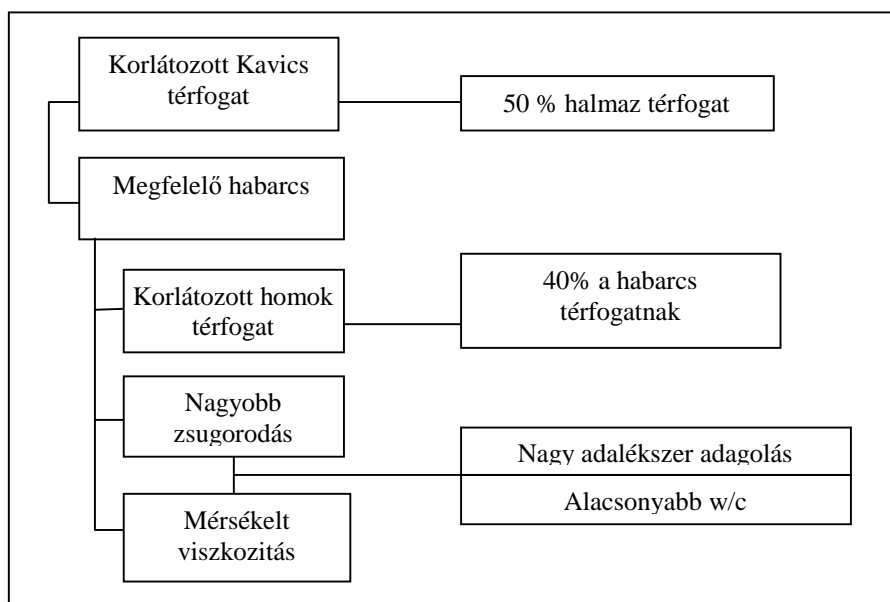 Korlátozott Kavics
térfogat
50 % halmaz térfogat
Megfelelő habarcs
Korlátozott homok
térfogat
40% a habarcs
térfogatnak
Nagyobb
zsugorodás
Nagy adalékszer adagolás
Alacsonyabb w/c
Mérsékelt
viszkozitás